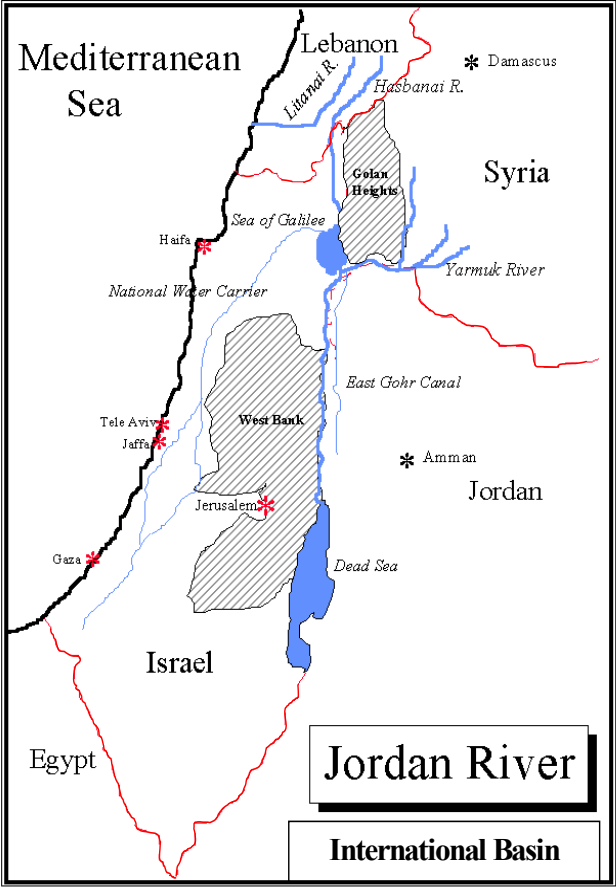 Mediterranean
Sea
Lebanon
Damascus
Litanai R.
Hasbanai R.
Golan
Heights
Syria
Sea of Galilee
Haifa
Yarmuk River
National Water Carrier
East Gohr Canal
Tele Aviv
West Bank
Jaffa
Amman
Jordan
Jerusalem
Gaza
Dead Sea
Israel
Egypt
Jordan River
International Basin